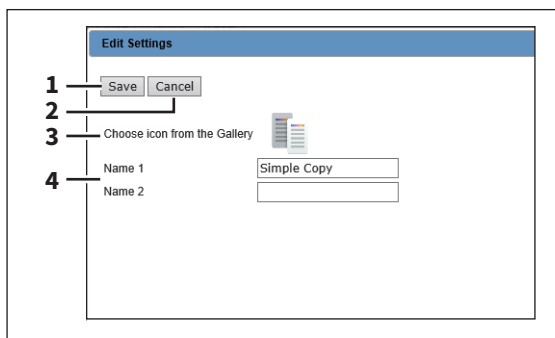 Edit Settings
1 Save Cancel
2
3 Choose icon from the Gallery
4 Name 1 Simple Copy
Name 2